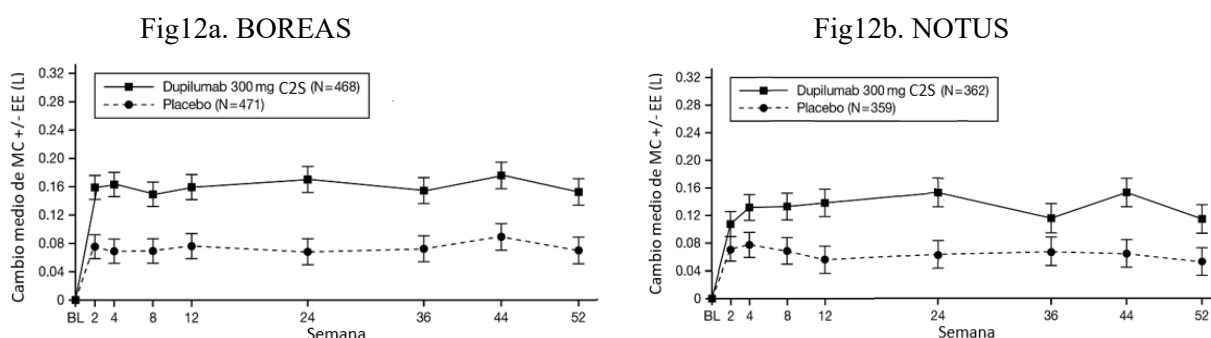 Fig12a. BOREAS
Cambio medio de MC +/- EE (L)
0.32
0.28
0.24
0.20
0.16
0.12
0.08
0.04
0
Dupilumab 300 mg C2S (N=468)
Placebo (N=471)
BL 2 4 8 12 24 36 44 52
Semana
Fig12b. NOTUS
Cambio medio de MC +/- EE (L)
0.32
0.28
0.24
0.20
0.16
0.12
0.08
0.04
0
Dupilumab 300 mg C2S (N=362)
Placebo (N=359)
BL 2 4 8 12 24 36 44 52
Semana